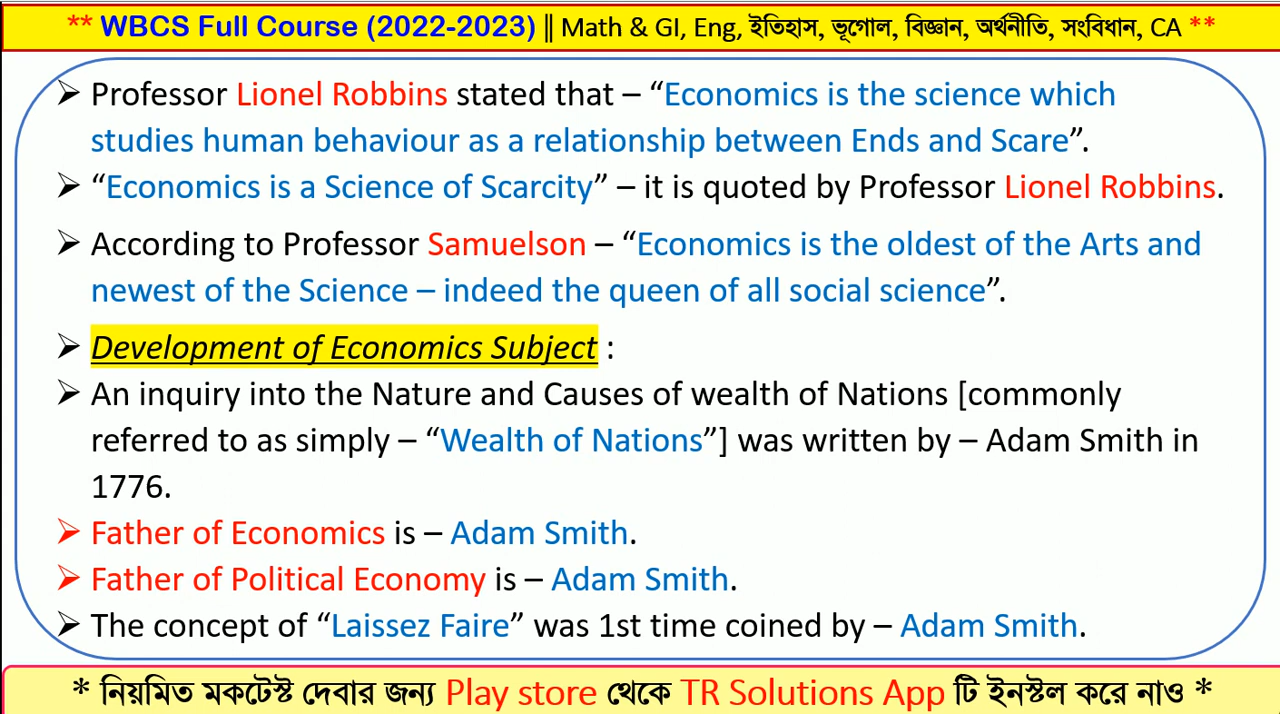 ** WBCS Full Course (2022-2023) || Math & GI, Eng, ইতিহাস, ভূগোল, বিজ্ঞান, অর্থনীতি, সংবিধান, CA **
➢ Professor Lionel Robbins stated that – “Economics is the science which
studies human behaviour as a relationship between Ends and Scare”.
➢ “Economics is a Science of Scarcity” – it is quoted by Professor Lionel Robbins.
➢ According to Professor Samuelson – “Economics is the oldest of the Arts and
newest of the Science – indeed the queen of all social science”.
➢ Development of Economics Subject :
➢ An inquiry into the Nature and Causes of wealth of Nations [commonly
referred to as simply – “Wealth of Nations”] was written by – Adam Smith in
1776.
➢ Father of Economics is – Adam Smith.
➢ Father of Political Economy is – Adam Smith.
➢ The concept of “Laissez Faire” was 1st time coined by – Adam Smith.
* নিয়মিত মকটেস্ট দেবার জন্য Play store থেকে TR Solutions App টি ইনস্টল করে নাও *